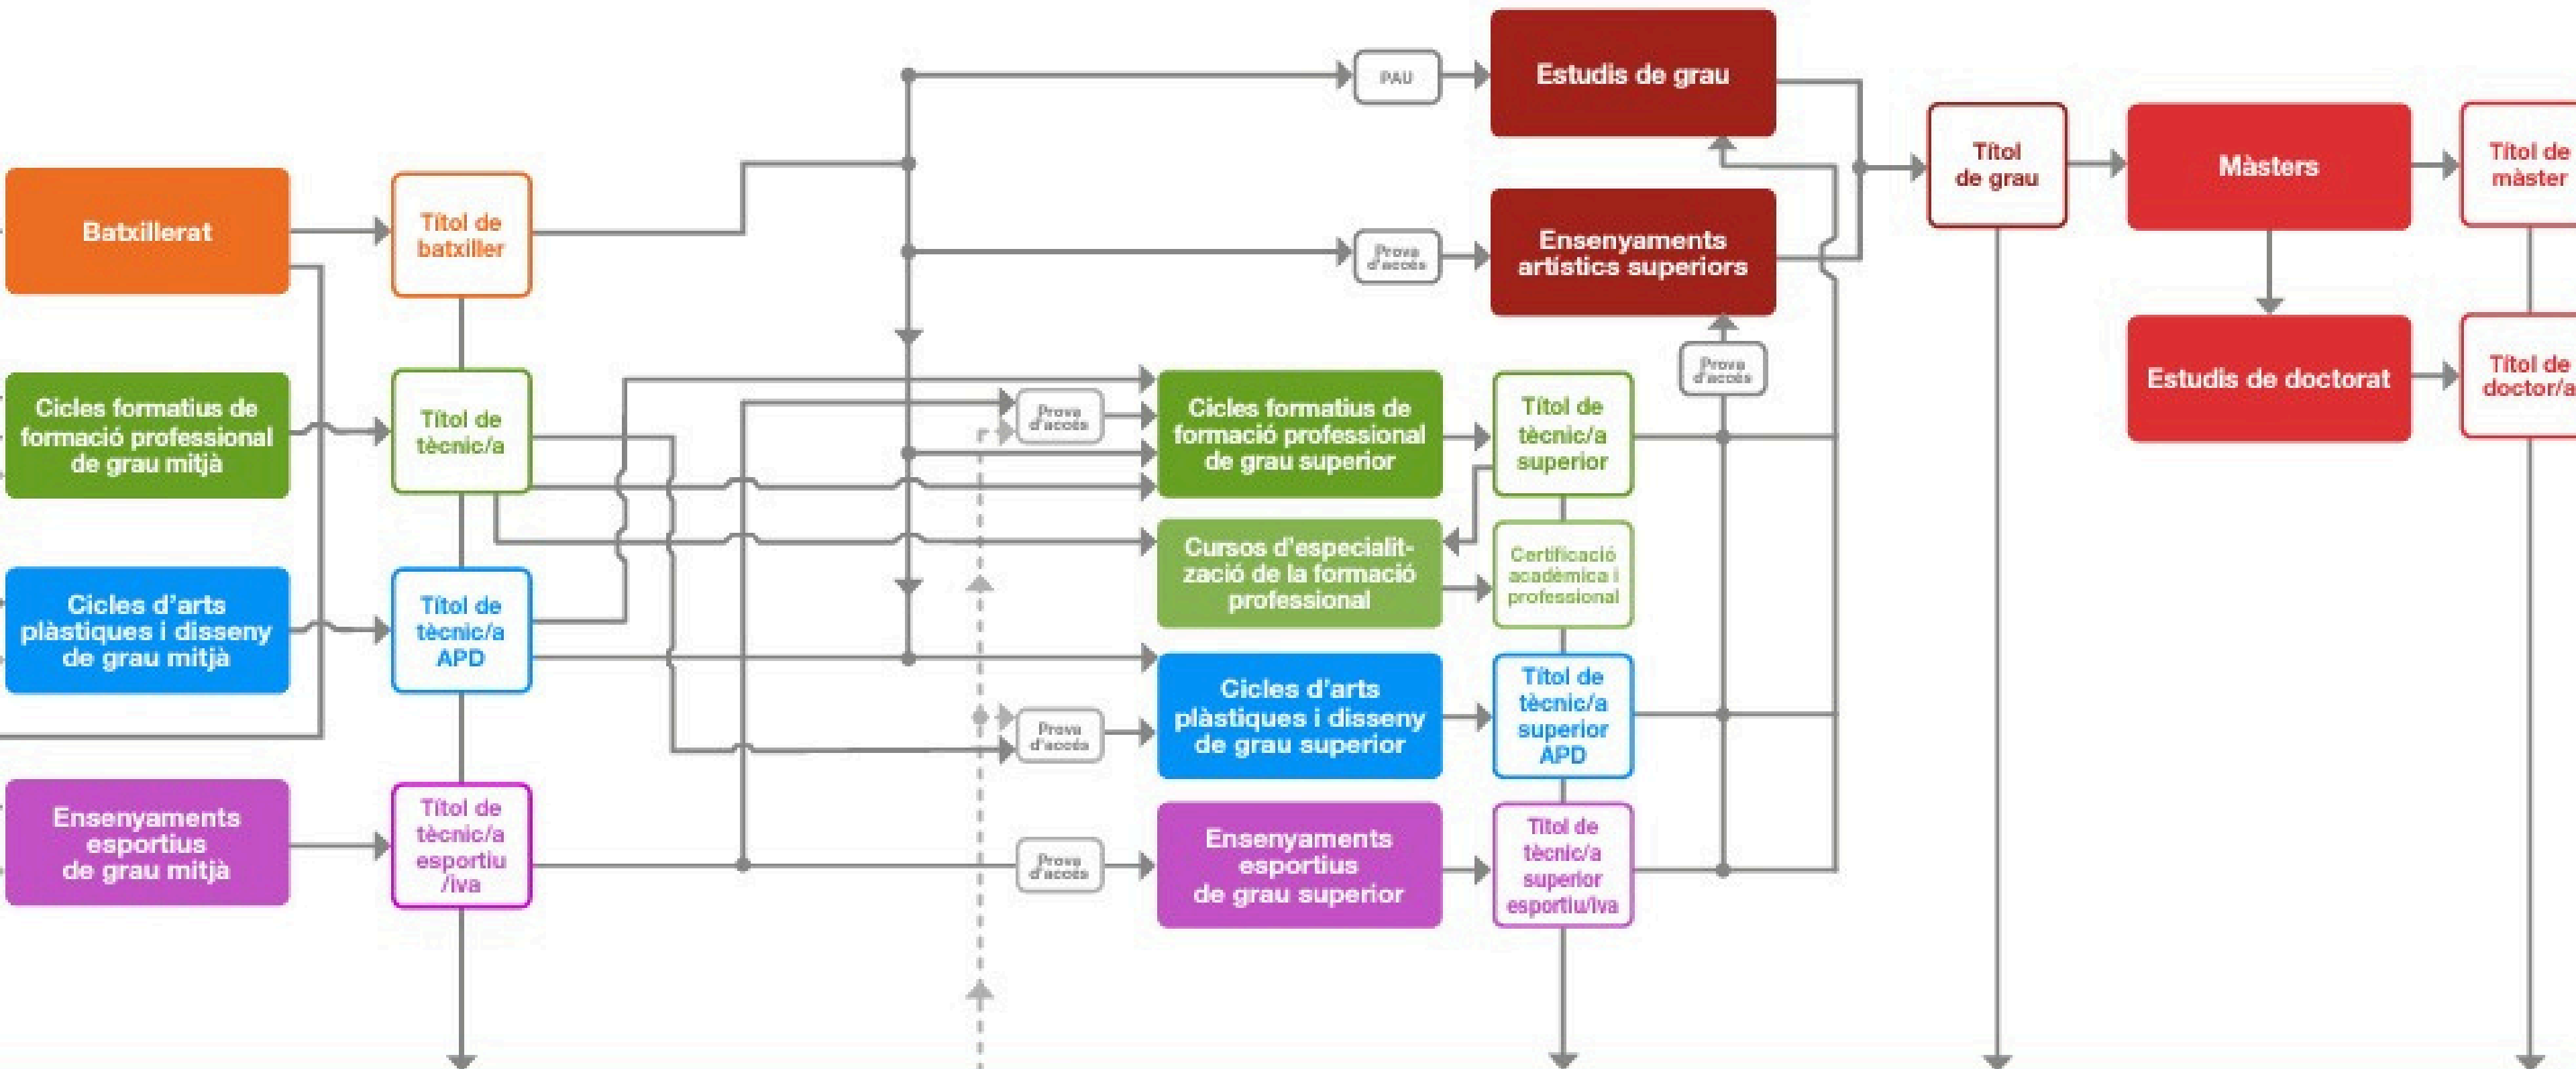 PAU
Estudis de grau
Batxillerat
Títol de
batxiller
Prova
d'accés
Ensenyaments
artístics superiors
Títol
de grau
Màsters
Títol de
màster
Prova
d'accés
Estudis de doctorat
Títol de
doctor/a
Cicles formatius de
formació professional
de grau mitjà
Títol de
tècnic/a
Prova
d'accés
Cicles formatius de
formació professional
de grau superior
Títol de
tècnic/a
superior
Cursos d'especialit-
zació de la formació
professional
Certificació
acadèmica i
professional
Cicles d'arts
plàstiques i disseny
de grau mitjà
Títol de
tècnic/a
APD
Prova
d'accés
Cicles d'arts
plàstiques i disseny
de grau superior
Títol de
tècnic/a
superior
APD
Ensenyaments
esportius
de grau mitjà
Títol de
tècnic/a
esportiu
/iva
Prova
d'accés
Ensenyaments
esportius
de grau superior
Títol de
tècnic/a
superior
esportiu/iva